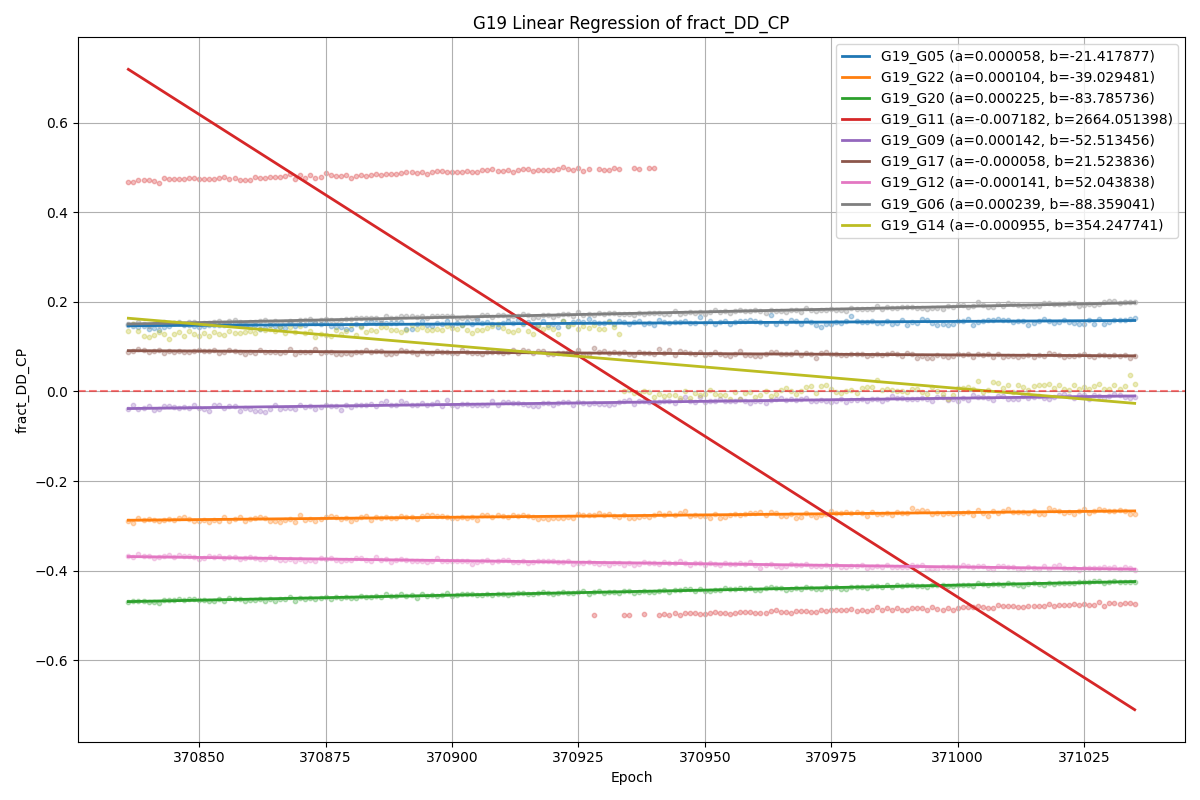 G19 Linear Regression of fract_DD_CP
G19_G05 (a=0.000058, b=-21.417877)
G19_G22 (a=0.000104, b=-39.029481)
G19_G20 (a=0.000225, b=-83.785736)
G19_G11 (a=-0.007182, b=2664.051398)
G19_G09 (a=0.000142, b=-52.513456)
G19_G17 (a=-0.000058, b=21.523836)
G19_G12 (a=-0.000141, b=52.043838)
G19_G06 (a=0.000239, b=-88.359041)
G19_G14 (a=-0.000955, b=354.247741)
fract_DD_CP
0.6
0.4
0.2
0.0
−0.2
−0.4
−0.6
370850 370875 370900 370925 370950 370975 371000 371025
Epoch